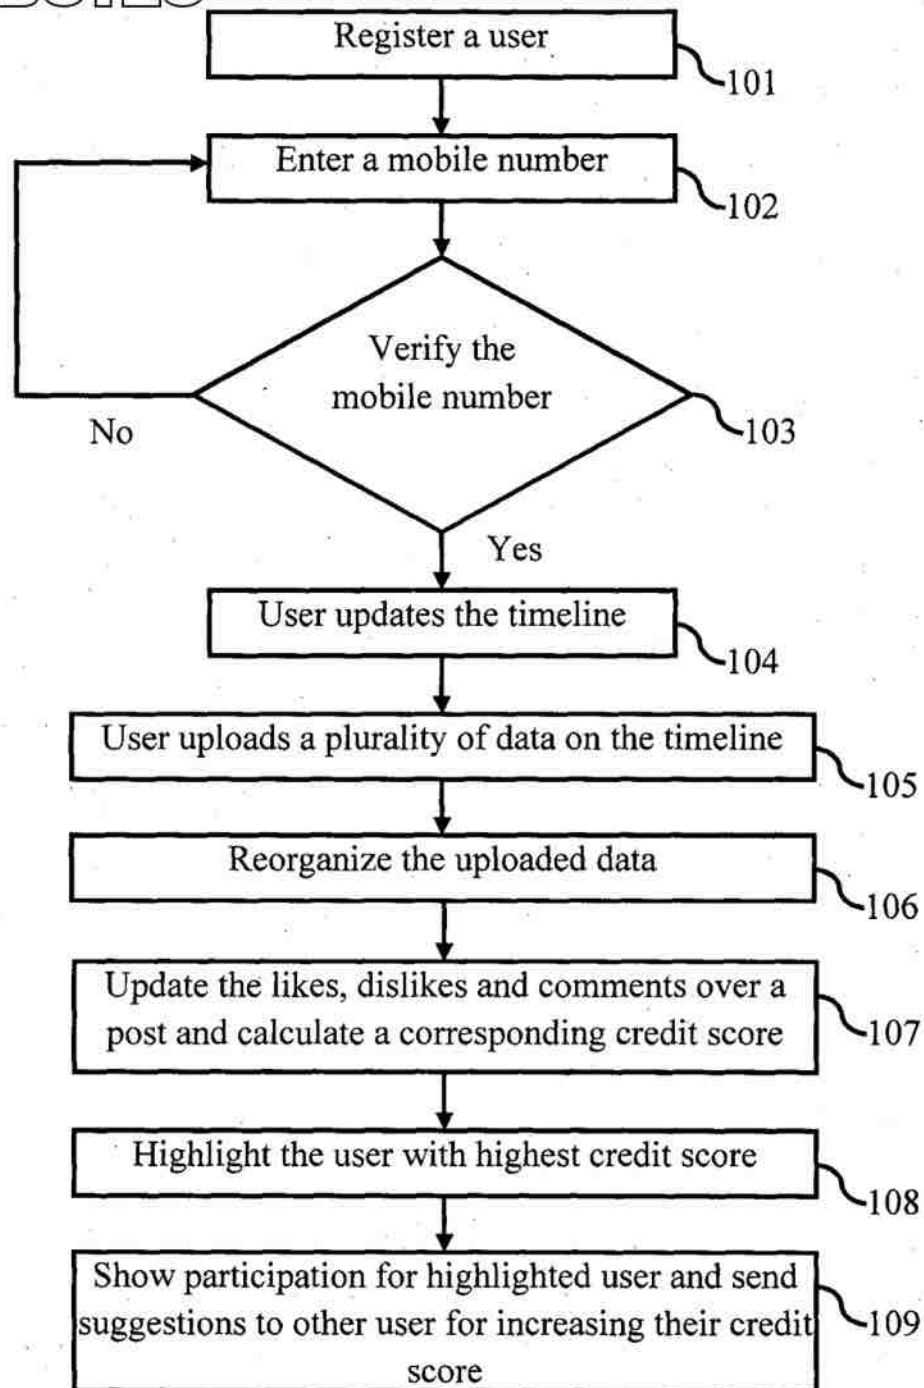 Register a user
101
Enter a mobile number
102
Verify the
mobile number
103
No
Yes
User updates the timeline
104
User uploads a plurality of data on the timeline
105
Reorganize the uploaded data
106
Update the likes, dislikes and comments over a
post and calculate a corresponding credit score
107
Highlight the user with highest credit score
108
Show participation for highlighted user and send
suggestions to other user for increasing their credit
score
109